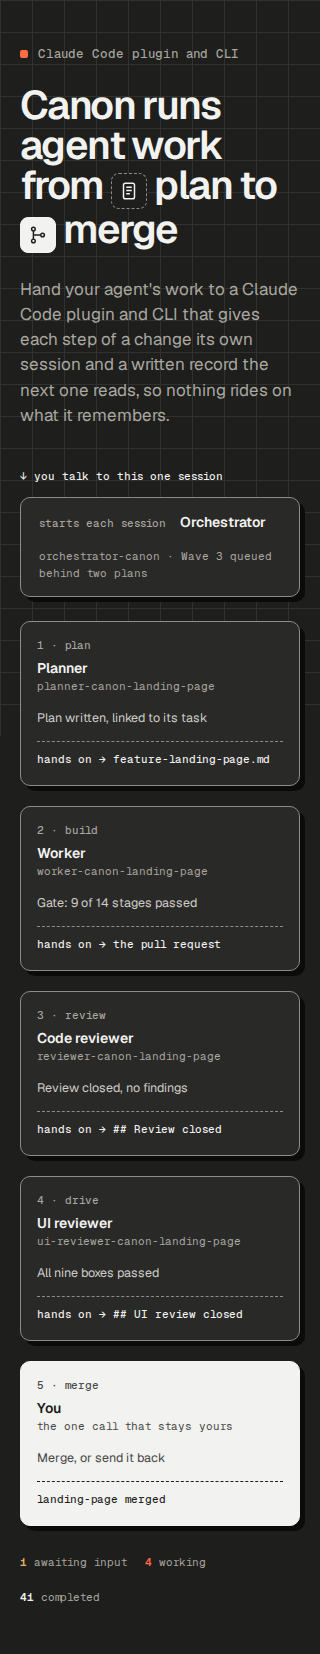 Claude Code plugin and CLI
Canon runs
agent work
from plan to
merge
Hand your agent's work to a Claude
Code plugin and CLI that gives
each step of a change its own
session and a written record the
next one reads, so nothing rides on
what it remembers.
↓ you talk to this one session
starts each session Orchestrator
orchestrator-canon · Wave 3 queued
behind two plans
1 · plan
Planner
planner-canon-landing-page
Plan written, linked to its task
hands on → feature-landing-page.md
2 · build
Worker
worker-canon-landing-page
Gate: 9 of 14 stages passed
hands on → the pull request
3 · review
Code reviewer
reviewer-canon-landing-page
Review closed, no findings
hands on → ## Review closed
4 · drive
UI reviewer
ui-reviewer-canon-landing-page
All nine boxes passed
hands on → ## UI review closed
5 · merge
You
the one call that stays yours
Merge, or send it back
landing-page merged
1 awaiting input 4 working
41 completed